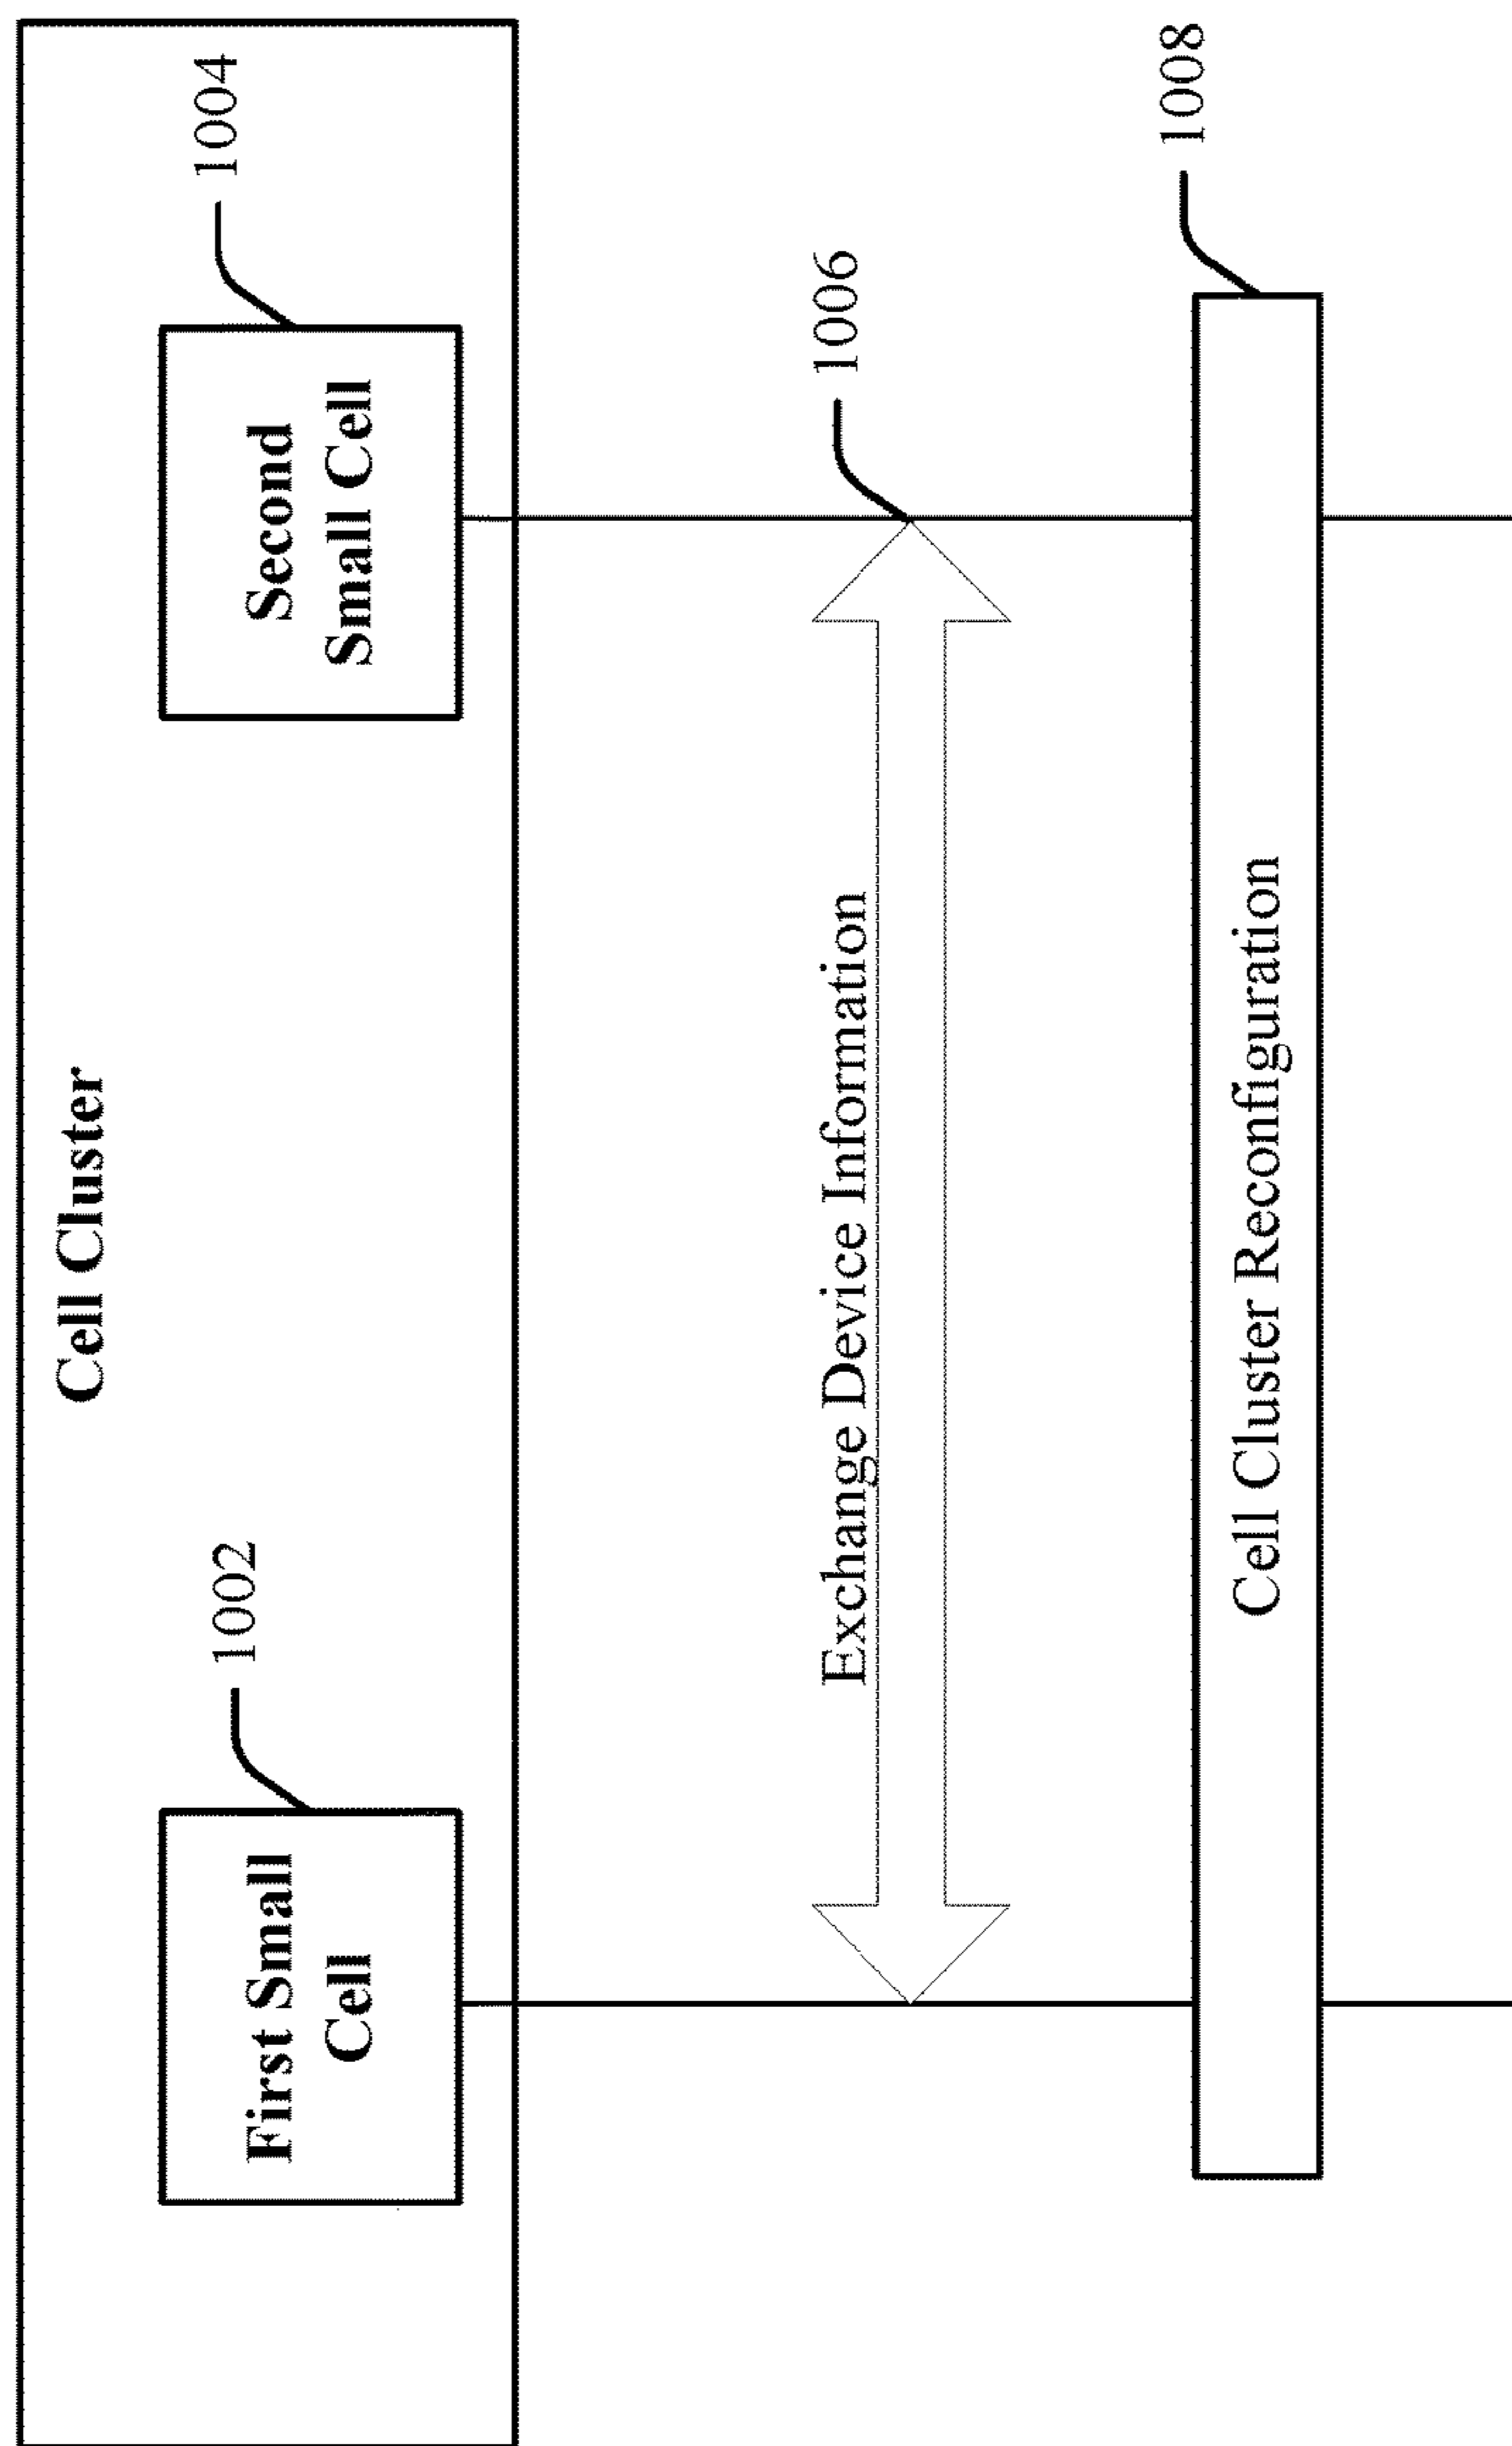 Cell Cluster
1002
1004
First Small
Cell
Second
Small Cell
1006
Exchange Device Information
1008
Cell Cluster Reconfiguration